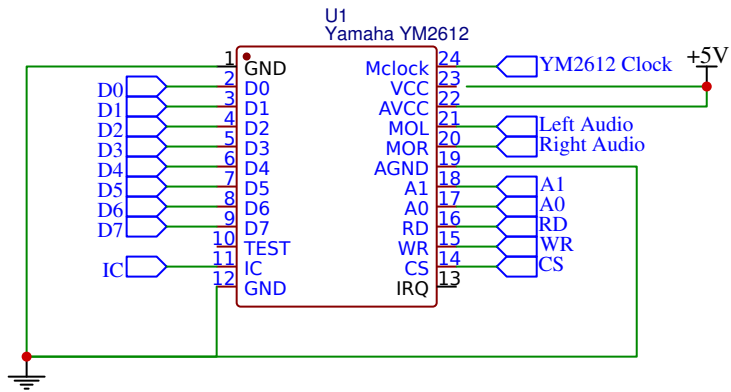 U1
Yamaha YM2612
1 GND Mclock 24 YM2612 Clock +5V
D0 2 D0 VCC 23
D1 3 D1 AVCC 22
D2 4 D2 MOL 21 Left Audio
D3 5 D3 MOR 20 Right Audio
D4 6 D4 AGND 19
D5 7 D5 A1 18 A1
D6 8 D6 A0 17 A0
D7 9 D7 RD 16 RD
10 TEST WR 15 WR
IC 11 IC CS 14 CS
12 GND IRQ 13